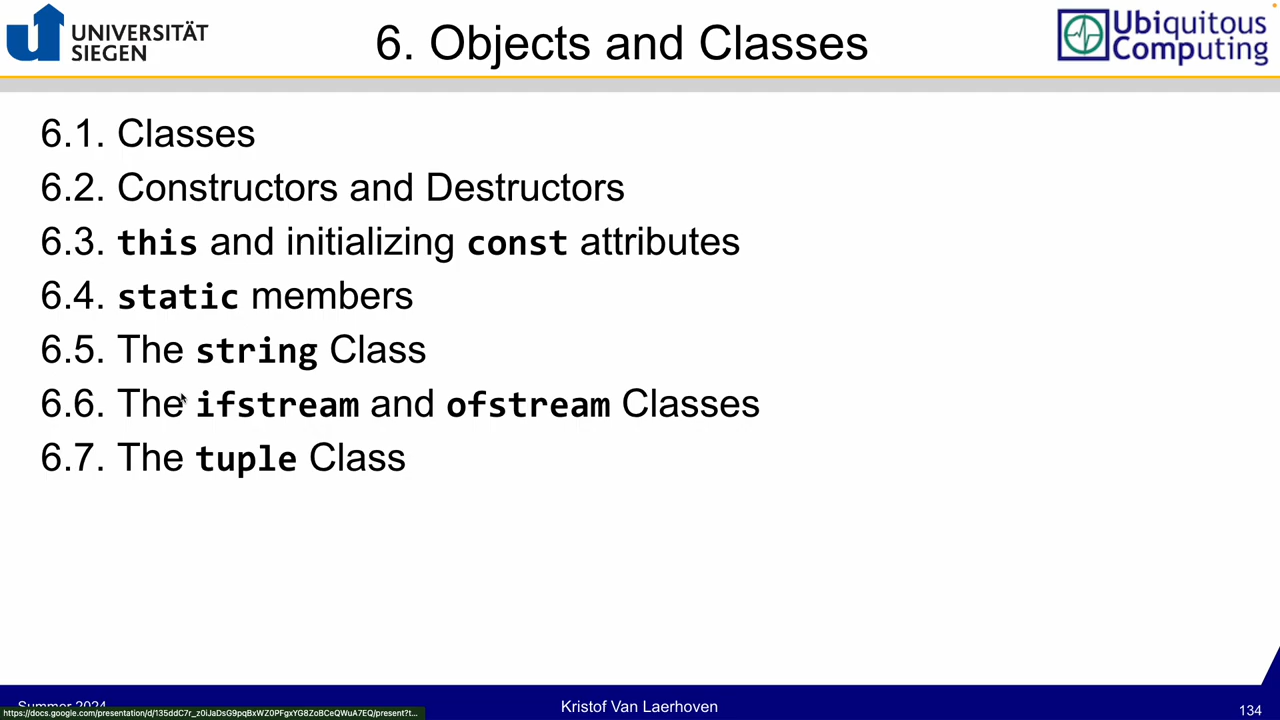 UNIVERSITÄT
SIEGEN
6. Objects and Classes
Ubiquitous
Computing
6.1. Classes
6.2. Constructors and Destructors
6.3. this and initializing const attributes
6.4. static members
6.5. The string Class
6.6. The ifstream and ofstream Classes
6.7. The tuple Class
Summer 2024
Kristof Van Laerhoven
134
https://docs.google.com/presentation/d/135ddC7r_z0iJaDsG9pqBxWZ0PFgxYG8ZoBCeQWuA7EQ/present?t...